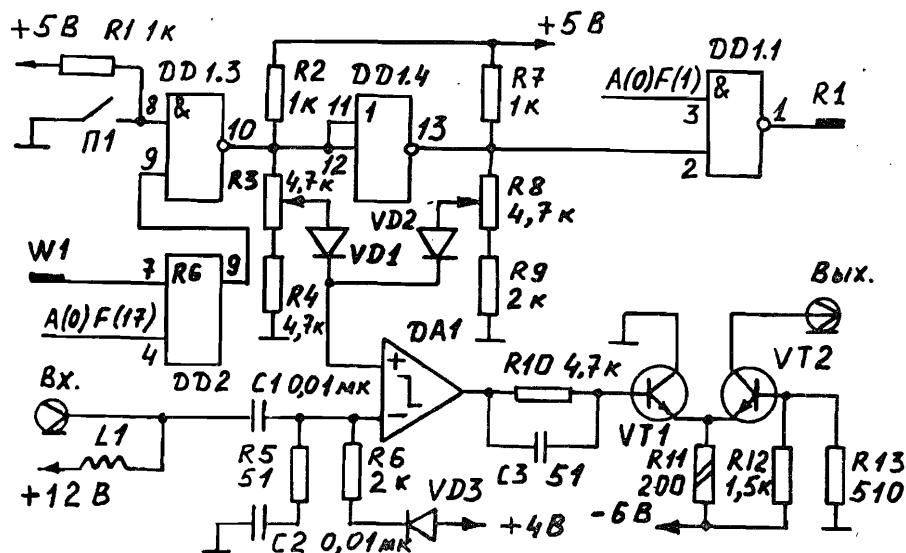 +5В R1 1к
+5В
DD1.3
R2
1к
DD1.4
R7
1к
DD1.1
A(0)F(1)
&
3
1
R1
2
8
&
10
П1
9
11
1
12
13
R3
4,7к
VD1
VD2
R8
4,7к
W1
7
RG
9
A(0)F(17)
4
DD2
R4
4,7к
R9
2к
DA1
+
−
Вых.
VT2
Вх.
L1
+12В
C1 0,01мк
R5
51
R6
2к
C2 0,01мк
VD3
+4В
R10 4,7к
C3 51
VT1
R11
200
R12
1,5к
R13
510
-6В